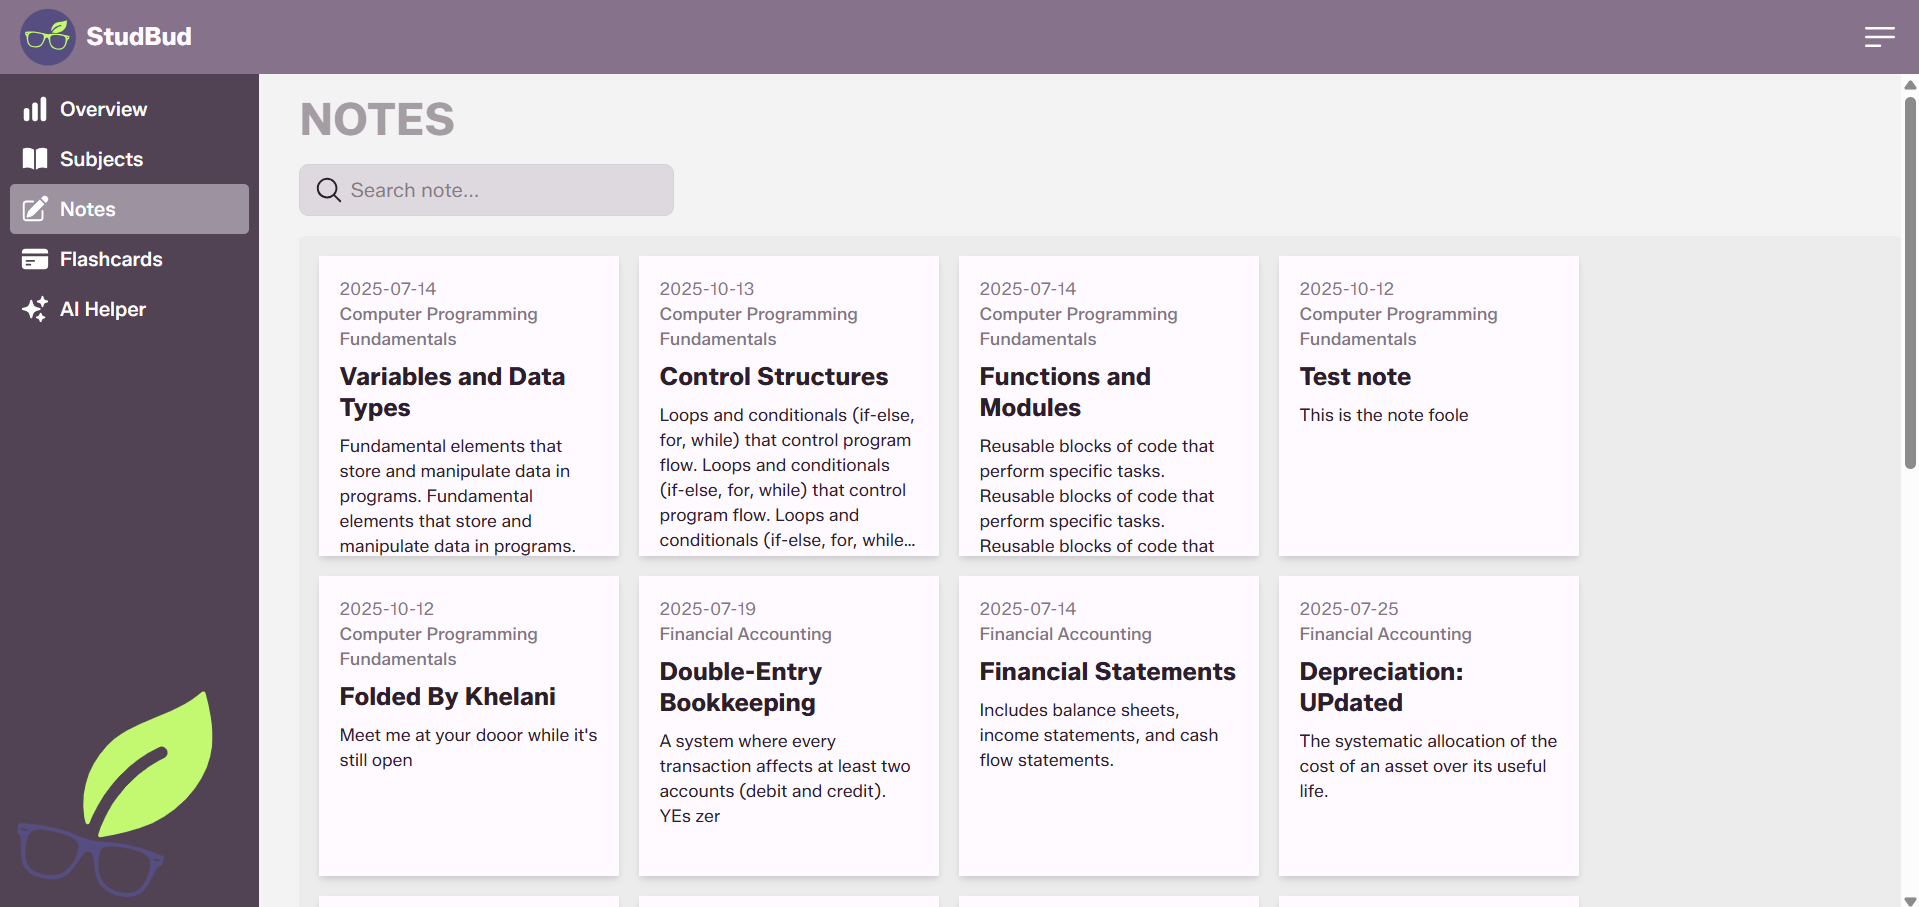 StudBud
Overview
Subjects
Notes
Flashcards
AI Helper
NOTES
Search note...
2025-07-14
Computer Programming
Fundamentals
Variables and Data
Types
Fundamental elements that
store and manipulate data in
programs. Fundamental
elements that store and
manipulate data in programs.
2025-10-13
Computer Programming
Fundamentals
Control Structures
Loops and conditionals (if-else,
for, while) that control program
flow. Loops and conditionals
(if-else, for, while) that control
program flow. Loops and
conditionals (if-else, for, while...
2025-07-14
Computer Programming
Fundamentals
Functions and
Modules
Reusable blocks of code that
perform specific tasks.
Reusable blocks of code that
perform specific tasks.
Reusable blocks of code that
2025-10-12
Computer Programming
Fundamentals
Test note
This is the note foole
2025-10-12
Computer Programming
Fundamentals
Folded By Khelani
Meet me at your dooor while it's
still open
2025-07-19
Financial Accounting
Double-Entry
Bookkeeping
A system where every
transaction affects at least two
accounts (debit and credit).
YEs zer
2025-07-14
Financial Accounting
Financial Statements
Includes balance sheets,
income statements, and cash
flow statements.
2025-07-25
Financial Accounting
Depreciation:
UPdated
The systematic allocation of the
cost of an asset over its useful
life.